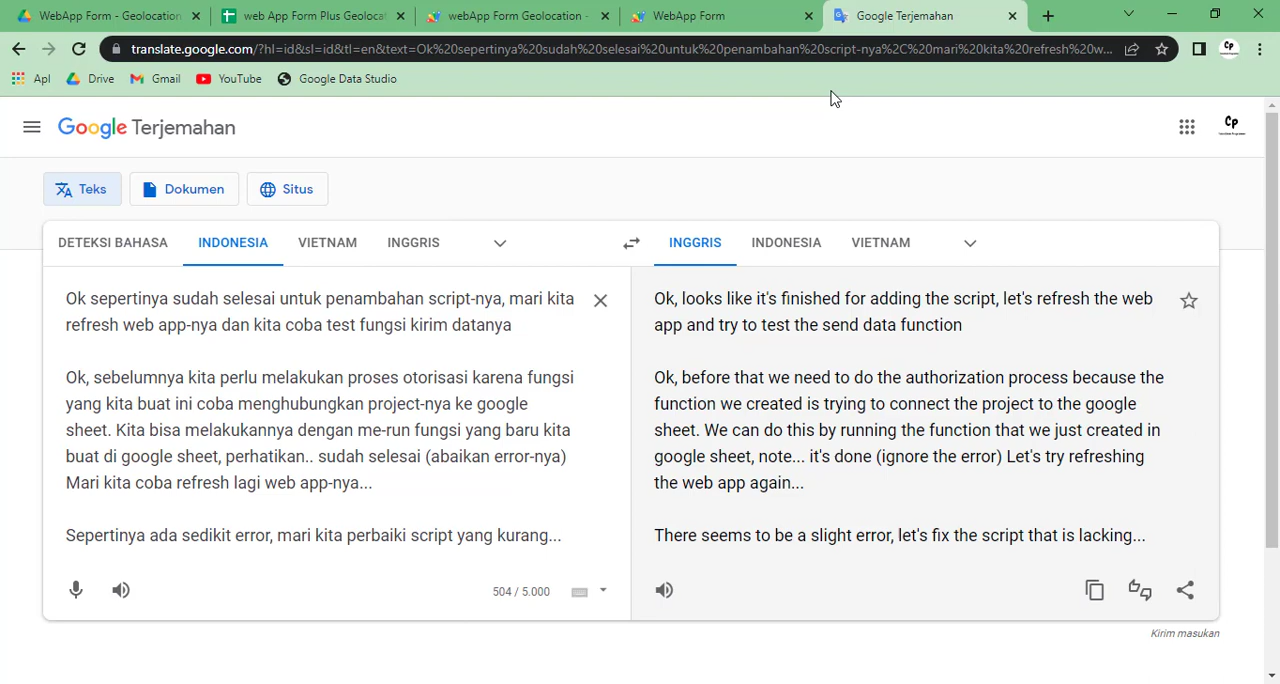 WebApp Form - Geolocation
web App Form Plus Geolocat
webApp Form Geolocation -
WebApp Form
Google Terjemahan
translate.google.com/?hl=id&sl=id&tl=en&text=Ok%20sepertinya%20sudah%20selesai%20untuk%20penambahan%20script-nya%2C%20mari%20kita%20refresh%20w...
Apl
Drive
Gmail
YouTube
Google Data Studio
Google Terjemahan
Cp
Teks
Dokumen
Situs
DETEKSI BAHASA
INDONESIA
VIETNAM
INGGRIS
INGGRIS
INDONESIA
VIETNAM
Ok sepertinya sudah selesai untuk penambahan script-nya, mari kita
refresh web app-nya dan kita coba test fungsi kirim datanya
Ok, sebelumnya kita perlu melakukan proses otorisasi karena fungsi
yang kita buat ini coba menghubungkan project-nya ke google
sheet. Kita bisa melakukannya dengan me-run fungsi yang baru kita
buat di google sheet, perhatikan.. sudah selesai (abaikan error-nya)
Mari kita coba refresh lagi web app-nya...
Sepertinya ada sedikit error, mari kita perbaiki script yang kurang...
504 / 5.000
Ok, looks like it's finished for adding the script, let's refresh the web
app and try to test the send data function
Ok, before that we need to do the authorization process because the
function we created is trying to connect the project to the google
sheet. We can do this by running the function that we just created in
google sheet, note... it's done (ignore the error) Let's try refreshing
the web app again...
There seems to be a slight error, let's fix the script that is lacking...
Kirim masukan